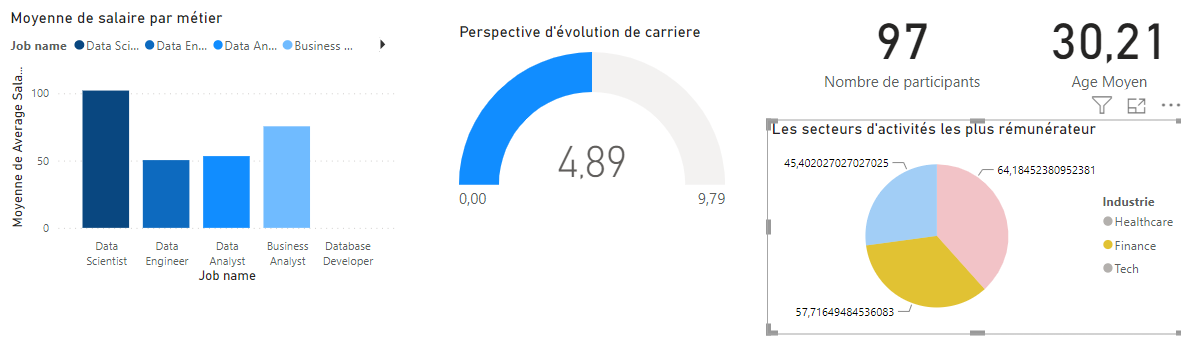 Moyenne de salaire par métier
Job name Data Sci... Data En... Data An... Business ...
Moyenne de Average Sala...
100
50
0
Data Scientist
Data Engineer
Data Analyst
Business Analyst
Database Developer
Job name
Perspective d'évolution de carriere
4,89
0,00
9,79
97
Nombre de participants
30,21
Age Moyen
Les secteurs d'activités les plus rémunérateur
45,402027027027025
64,18452380952381
57,71649484536083
Industrie
Healthcare
Finance
Tech